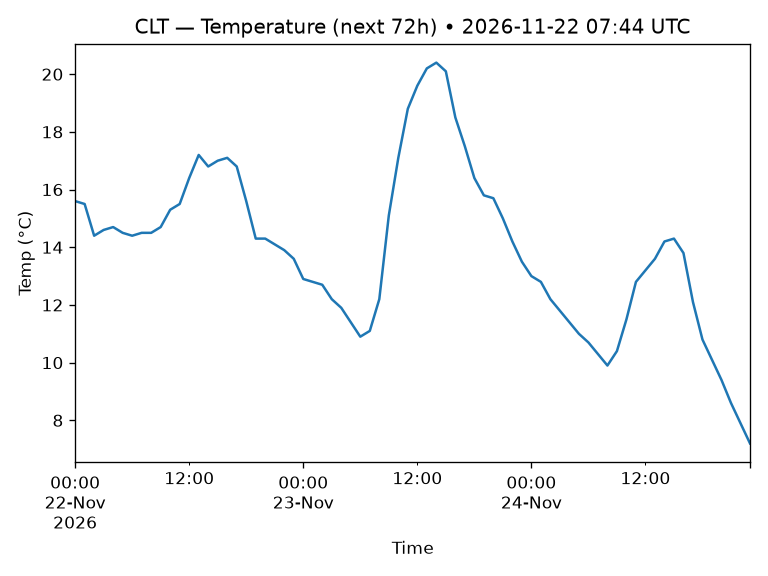 CLT — Temperature (next 72h) • 2026-11-22 07:44 UTC
20
18
16
14
12
10
8
Temp (°C)
00:00 12:00 00:00 12:00 00:00 12:00
22-Nov 23-Nov 24-Nov
2026
Time